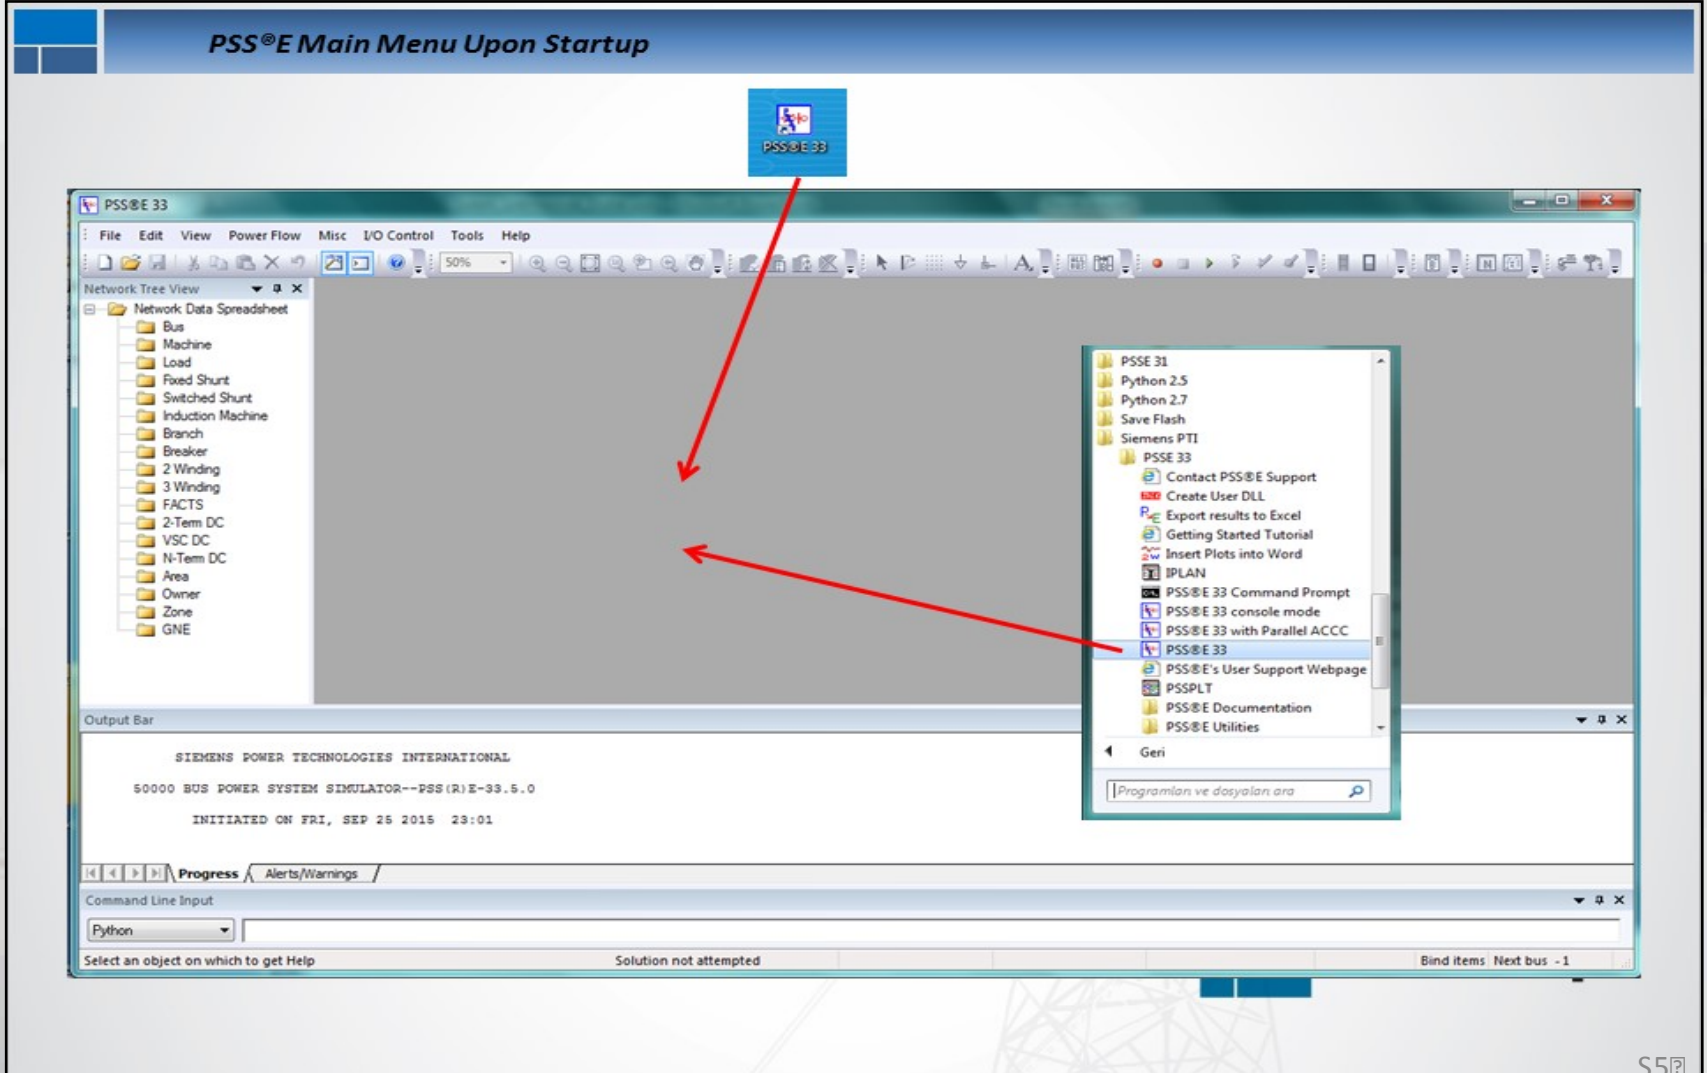 PSS®E Main Menu Upon Startup
PSS®E 33
PSS®E 33
File Edit View Power Flow Misc I/O Control Tools Help
50%
Network Tree View
Network Data Spreadsheet
Bus
Machine
Load
Fixed Shunt
Switched Shunt
Induction Machine
Branch
Breaker
2 Winding
3 Winding
FACTS
2-Term DC
VSC DC
N-Term DC
Area
Owner
Zone
GNE
PSSE 31
Python 2.5
Python 2.7
Save Flash
Siemens PTI
PSSE 33
Contact PSS®E Support
Create User DLL
Export results to Excel
Getting Started Tutorial
Insert Plots into Word
IPLAN
PSS®E 33 Command Prompt
PSS®E 33 console mode
PSS®E 33 with Parallel ACCC
PSS®E 33
PSS®E's User Support Webpage
PSSPLT
PSS®E Documentation
PSS®E Utilities
Geri
Programları ve dosyaları ara
Output Bar
SIEMENS POWER TECHNOLOGIES INTERNATIONAL
50000 BUS POWER SYSTEM SIMULATOR--PSS(R)E-33.5.0
INITIATED ON FRI, SEP 25 2015 23:01
Progress Alerts/Warnings
Command Line Input
Python
Select an object on which to get Help Solution not attempted Bind items Next bus - 1
S5